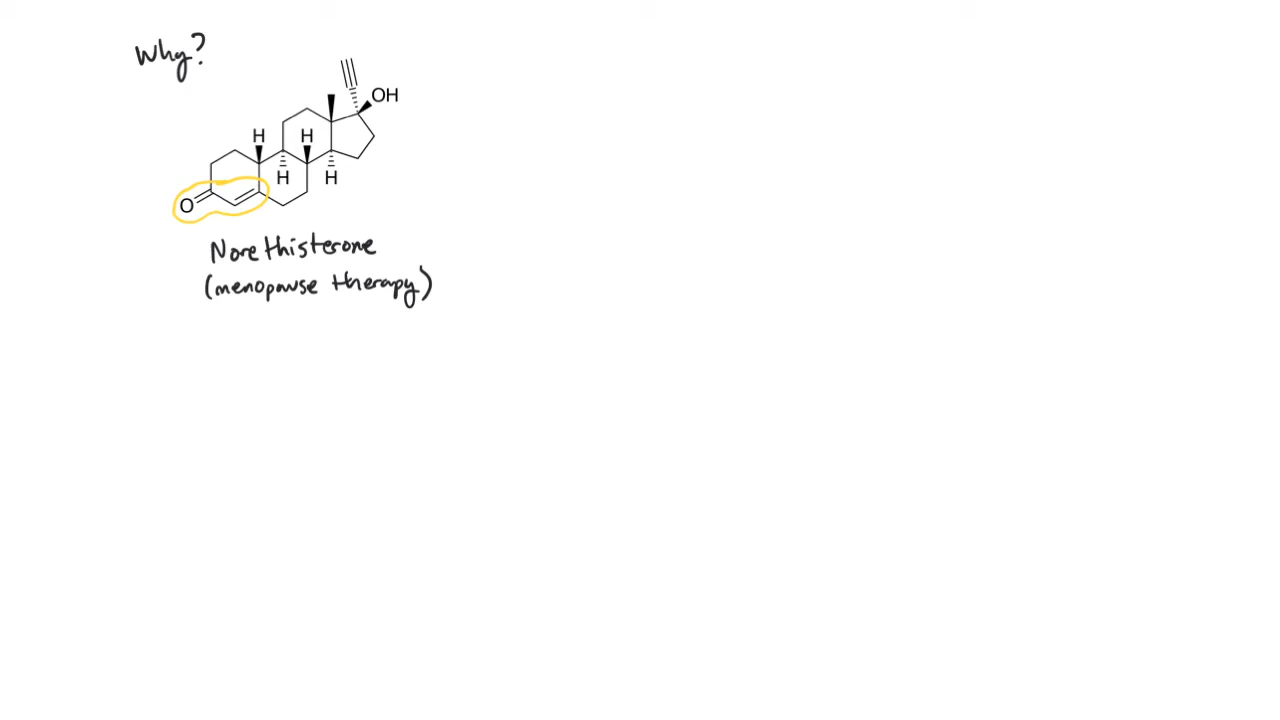 Why?
OH
H H
H H
O
Norethisterone
(menopause therapy)